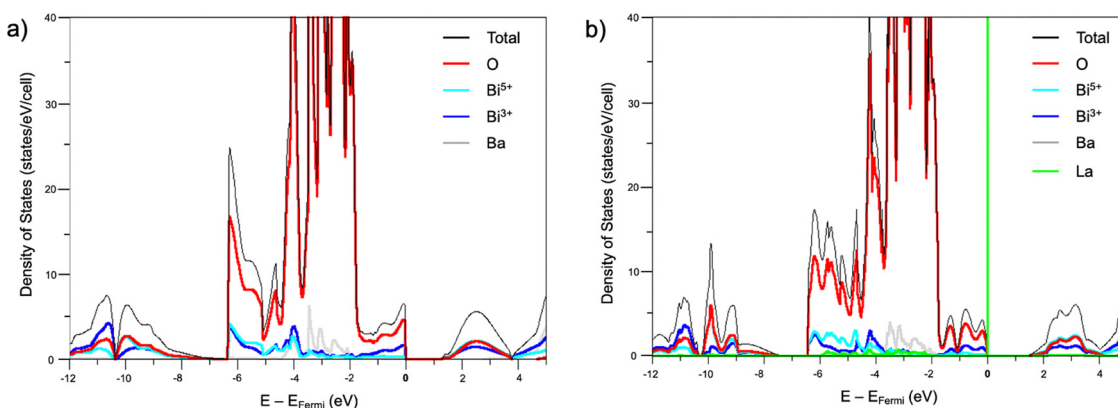 a)
40
30
20
10
0
Density of States (states/eV/cell)
-12 -10 -8 -6 -4 -2 0 2 4
E – EFermi (eV)
Total
O
Bi5+
Bi3+
Ba
b)
40
30
20
10
0
Density of States (states/eV/cell)
-12 -10 -8 -6 -4 -2 0 2 4
E – EFermi (eV)
Total
O
Bi5+
Bi3+
Ba
La